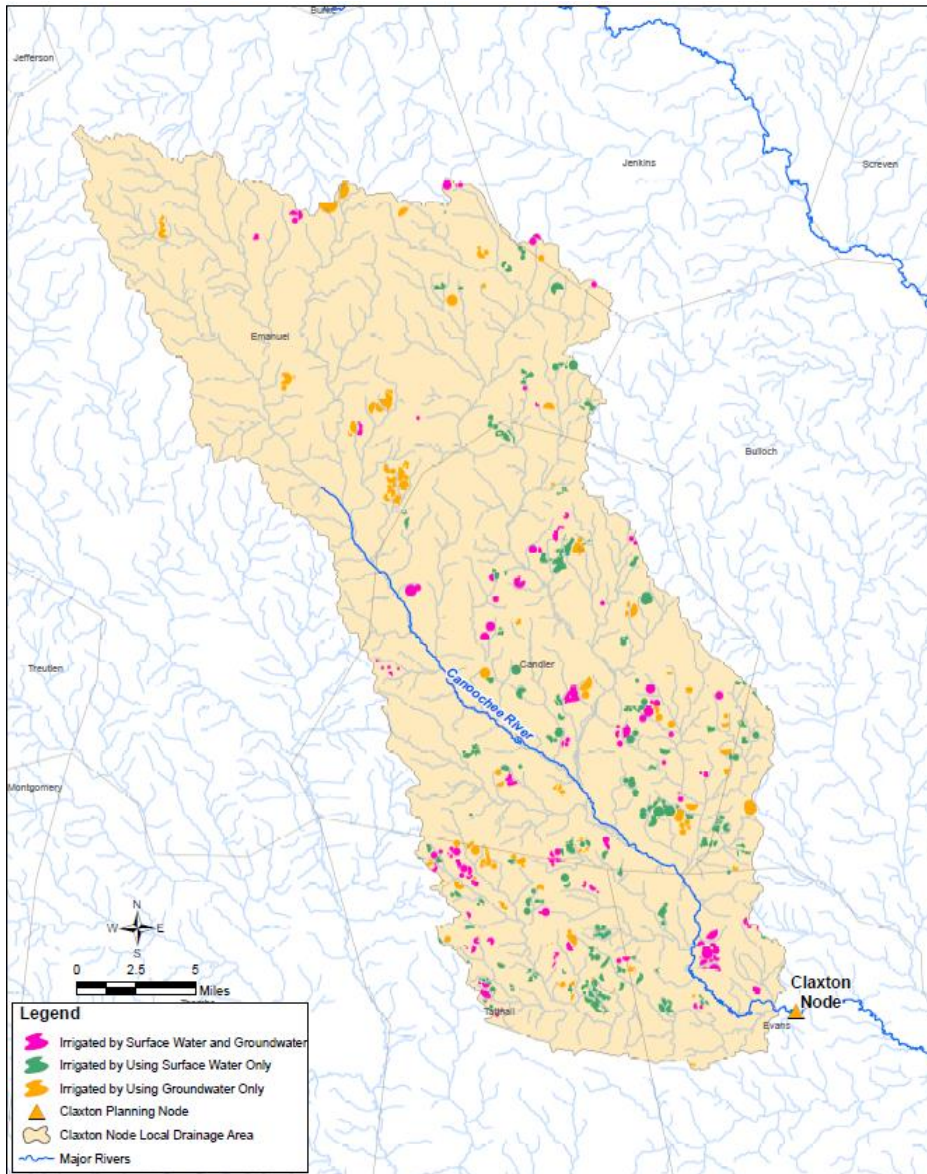 Burke
Jefferson
Jenkins
Screven
Emanuel
Bulloch
Treutlen
Candler
Canoochee River
Montgomery
N
W E
S
0 2.5 5
Miles
Claxton
Node
Tattnall
Evans
Legend
Irrigated by Surface Water and Groundwater
Irrigated by Using Surface Water Only
Irrigated by Using Groundwater Only
Claxton Planning Node
Claxton Node Local Drainage Area
Major Rivers